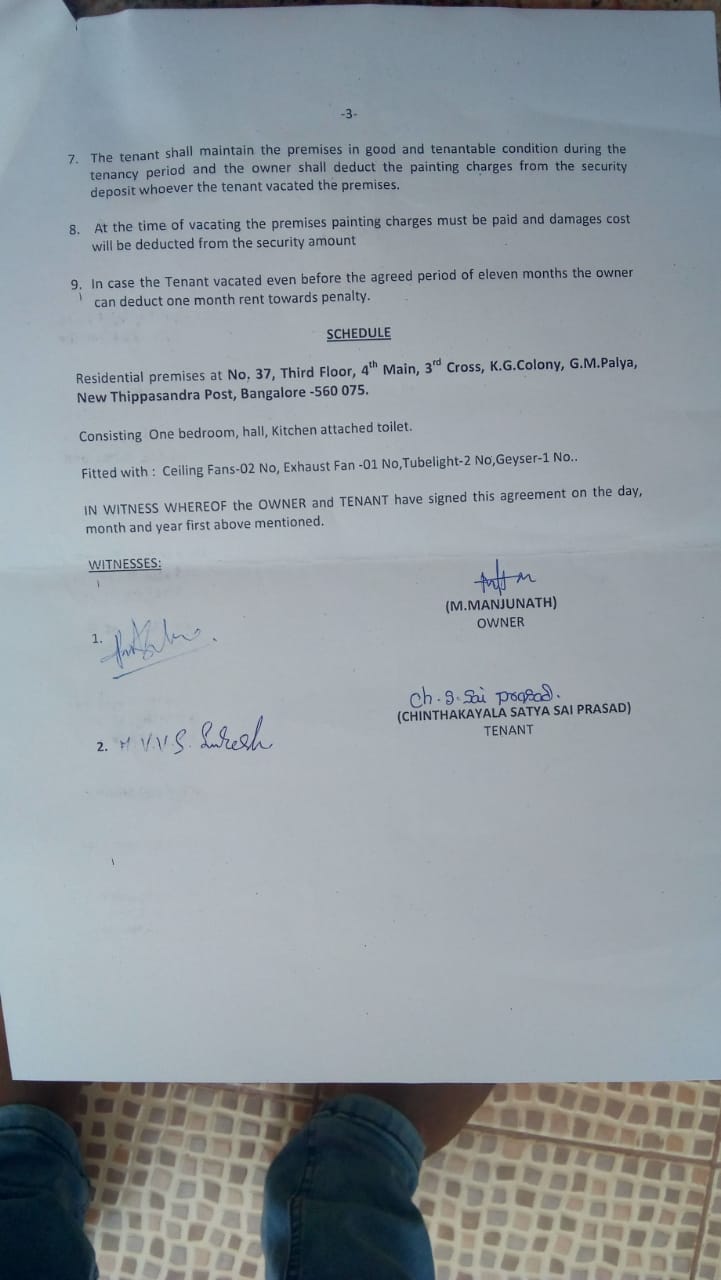 -3-
7. The tenant shall maintain the premises in good and tenantable condition during the
tenancy period and the owner shall deduct the painting charges from the security
deposit whoever the tenant vacated the premises.
8. At the time of vacating the premises painting charges must be paid and damages cost
will be deducted from the security amount
9. In case the Tenant vacated even before the agreed period of eleven months the owner
can deduct one month rent towards penalty.
SCHEDULE
Residential premises at No. 37, Third Floor, 4th Main, 3rd Cross, K.G.Colony, G.M.Palya,
New Thippasandra Post, Bangalore -560 075.
Consisting One bedroom, hall, Kitchen attached toilet.
Fitted with : Ceiling Fans-02 No, Exhaust Fan -01 No,Tubelight-2 No,Geyser-1 No..
IN WITNESS WHEREOF the OWNER and TENANT have signed this agreement on the day,
month and year first above mentioned.
WITNESSES:
(M.MANJUNATH)
OWNER
1.
Ch.S.Sai prasad.
(CHINTHAKAYALA SATYA SAI PRASAD)
TENANT
2. M V.V.S. Suresh